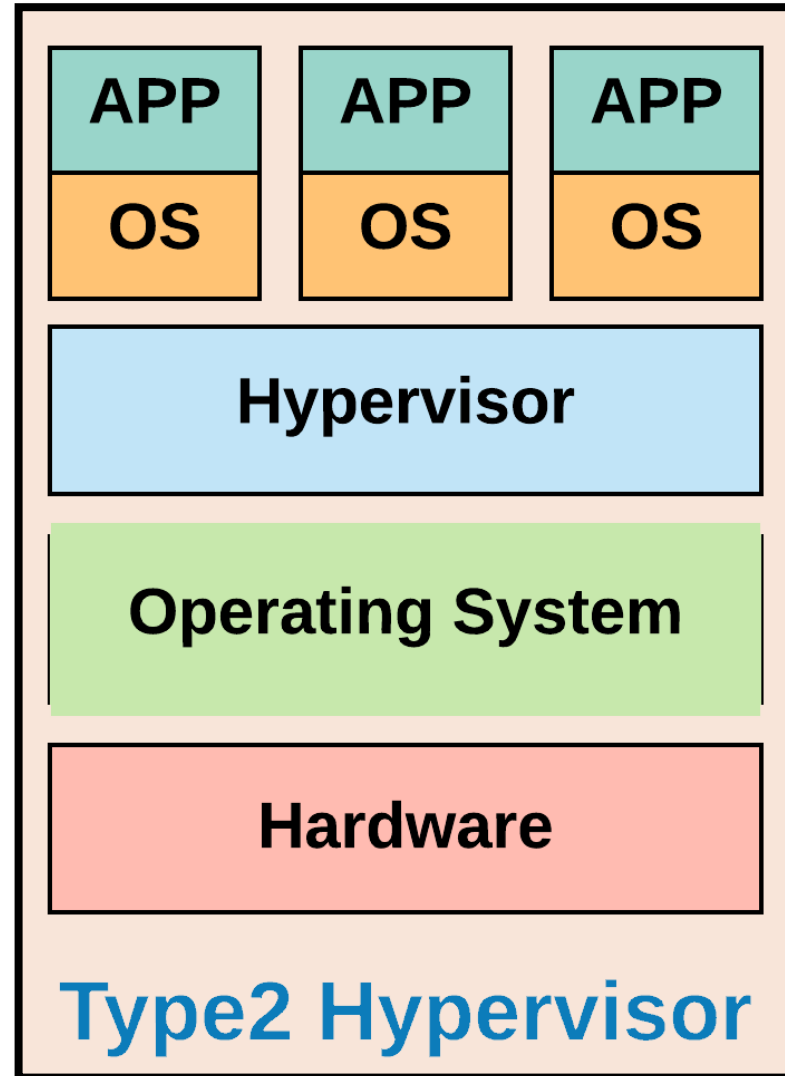 APP APP APP
OS OS OS
Hypervisor
Operating System
Hardware
Type2 Hypervisor